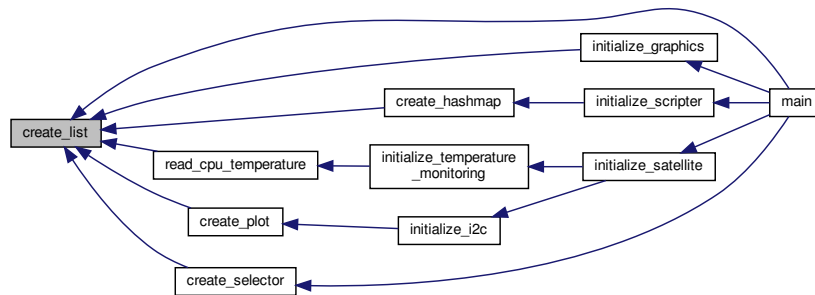 initialize_graphics
create_hashmap
initialize_scripter
main
create_list
read_cpu_temperature
initialize_temperature
_monitoring
initialize_satellite
create_plot
initialize_i2c
create_selector